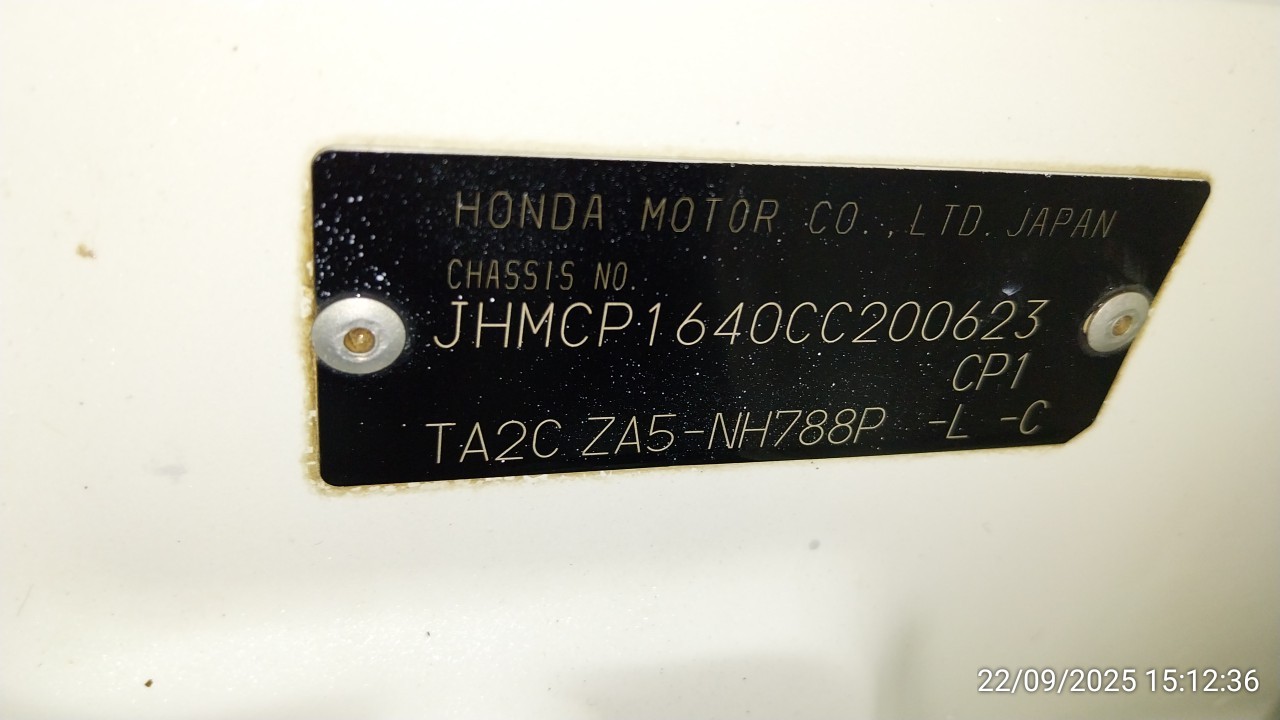 HONDA MOTOR CO.,LTD.JAPAN
CHASSIS NO.
JHMCP1640CC200623
CP1
TA2C ZA5-NH788P -L -C
22/09/2025 15:12:36